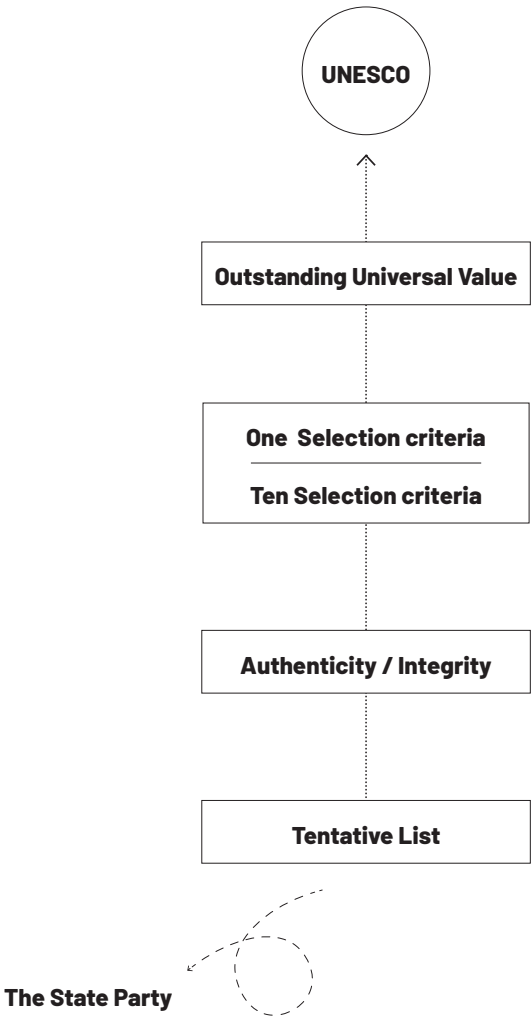 UNESCO
Outstanding Universal Value
One Selection criteria
Ten Selection criteria
Authenticity / Integrity
Tentative List
The State Party